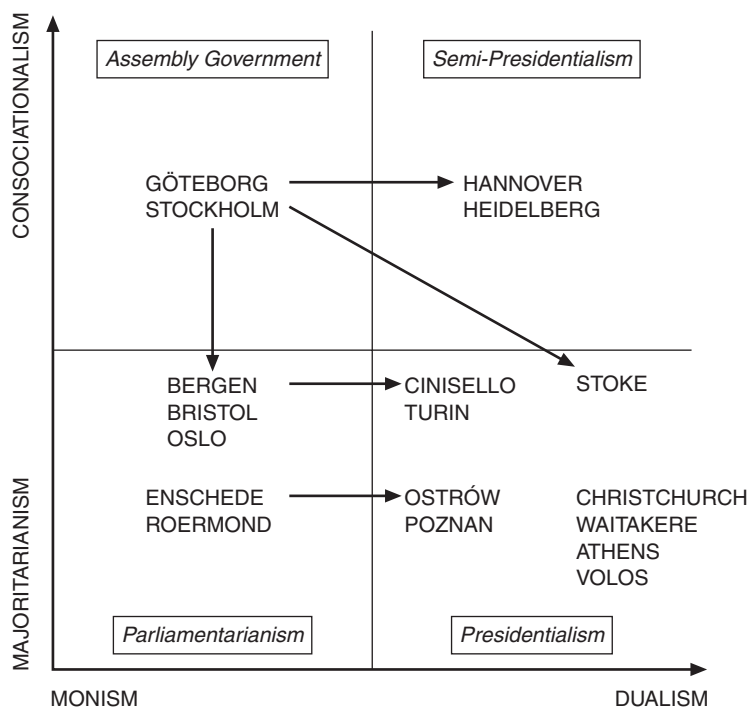 CONSOCIATIONALISM
Assembly Government
Semi-Presidentialism
GÖTEBORG
STOCKHOLM
HANNOVER
HEIDELBERG
MAJORITARIANISM
BERGEN
BRISTOL
OSLO
CINISELLO
TURIN
STOKE
ENSCHEDE
ROERMOND
OSTRÓW
POZNAN
CHRISTCHURCH
WAITAKERE
ATHENS
VOLOS
Parliamentarianism
Presidentialism
MONISM
DUALISM